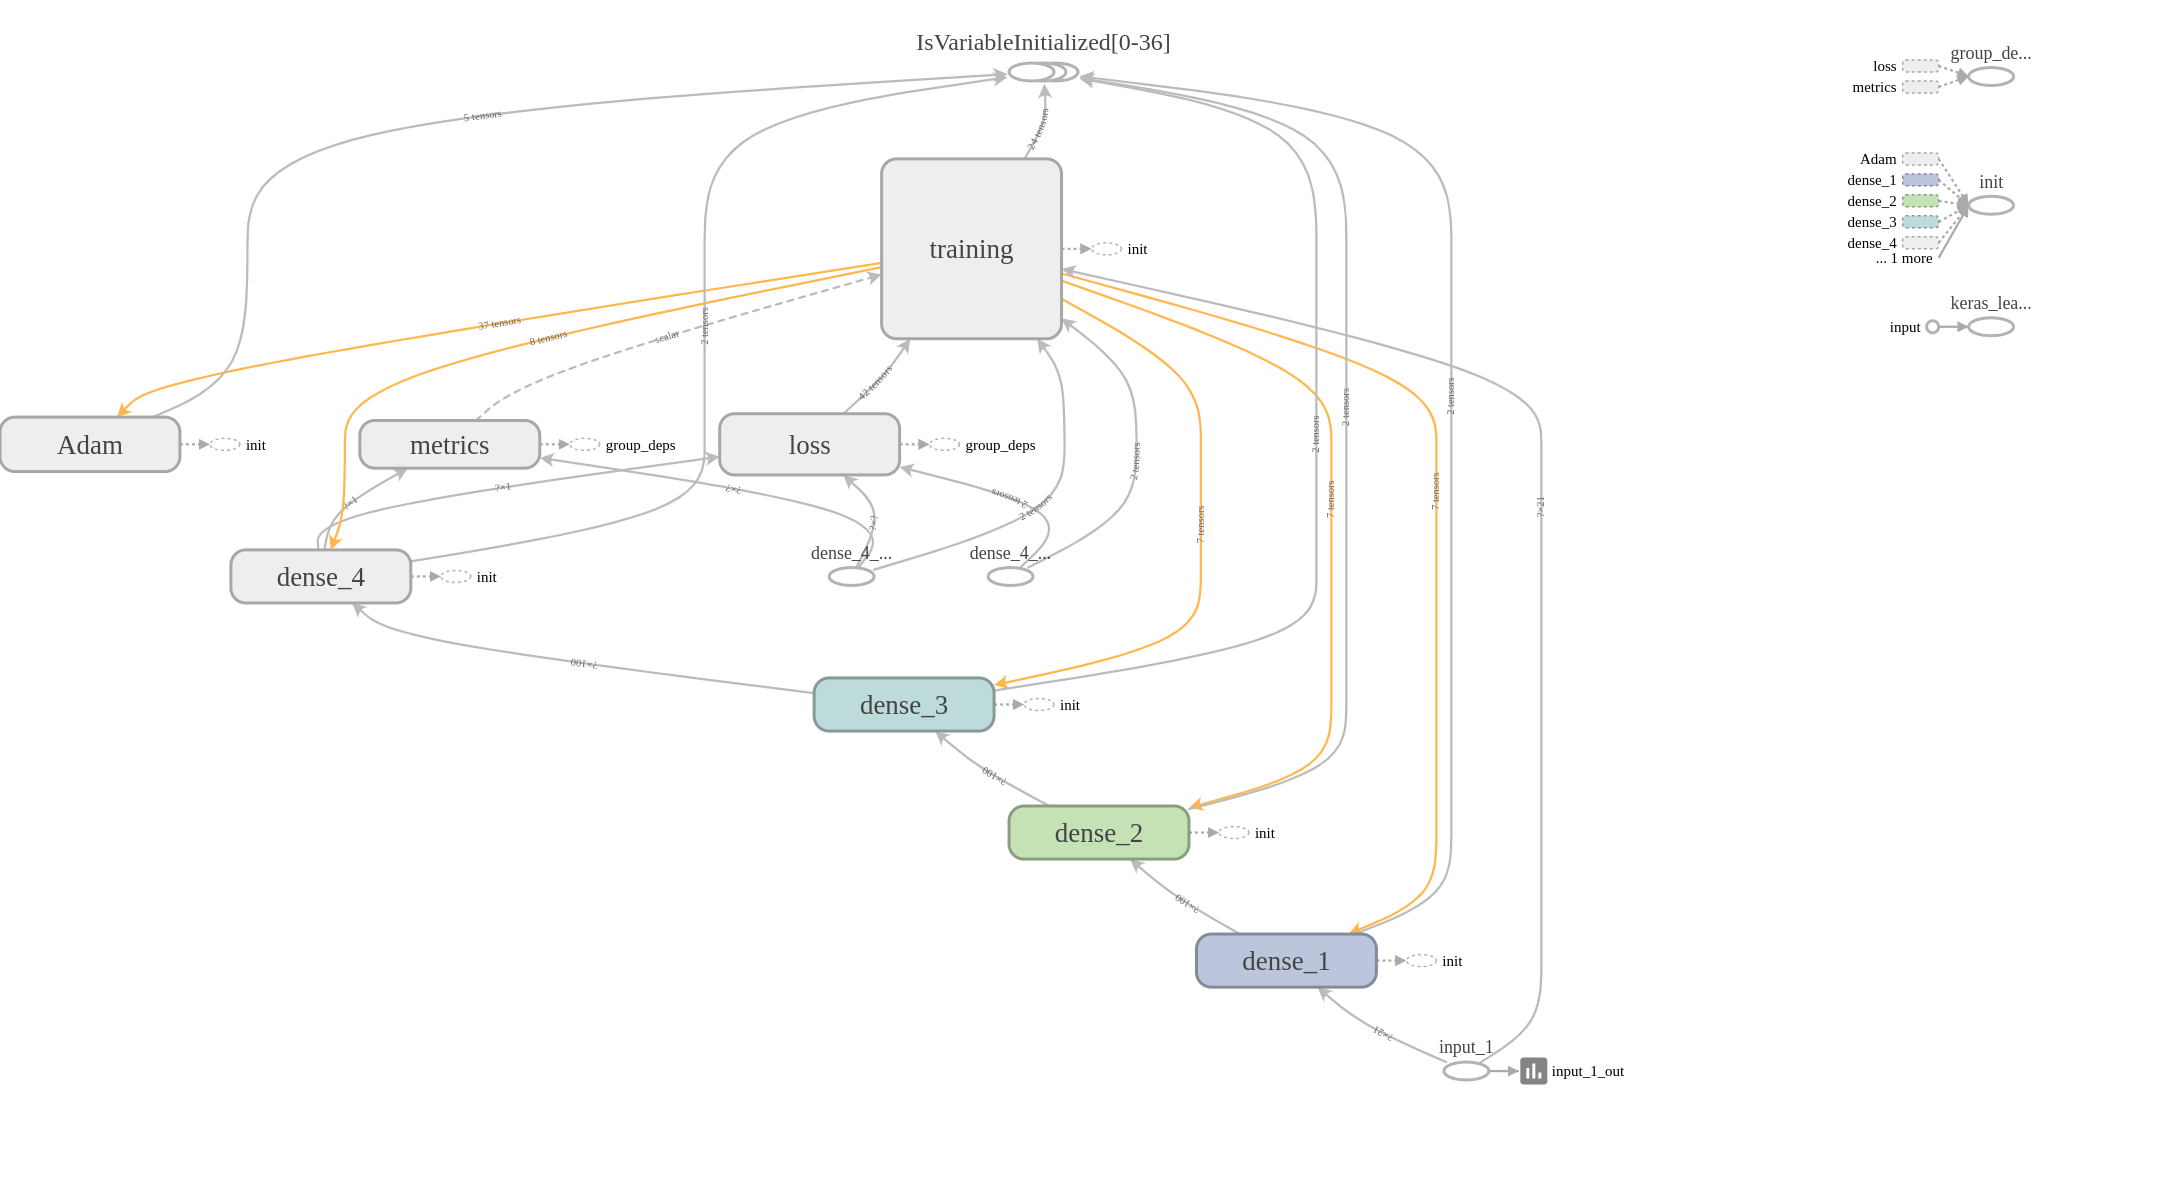 IsVariableInitialized[0-36]
5 tensors
24 tensors
training
init
37 tensors
8 tensors
scalar
2 tensors
42 tensors
2 tensors
2 tensors
2 tensors
Adam
init
metrics
group_deps
loss
group_deps
2 tensors
?×1
?×1
?×?
?×?
2 tensors
2 tensors
7 tensors
7 tensors
7 tensors
?×21
dense_4_...
dense_4_...
dense_4
init
?×100
dense_3
init
?×100
dense_2
init
?×100
dense_1
init
?×21
input_1
input_1_out
group_de...
loss
metrics
init
Adam
dense_1
dense_2
dense_3
dense_4
... 1 more
keras_lea...
input